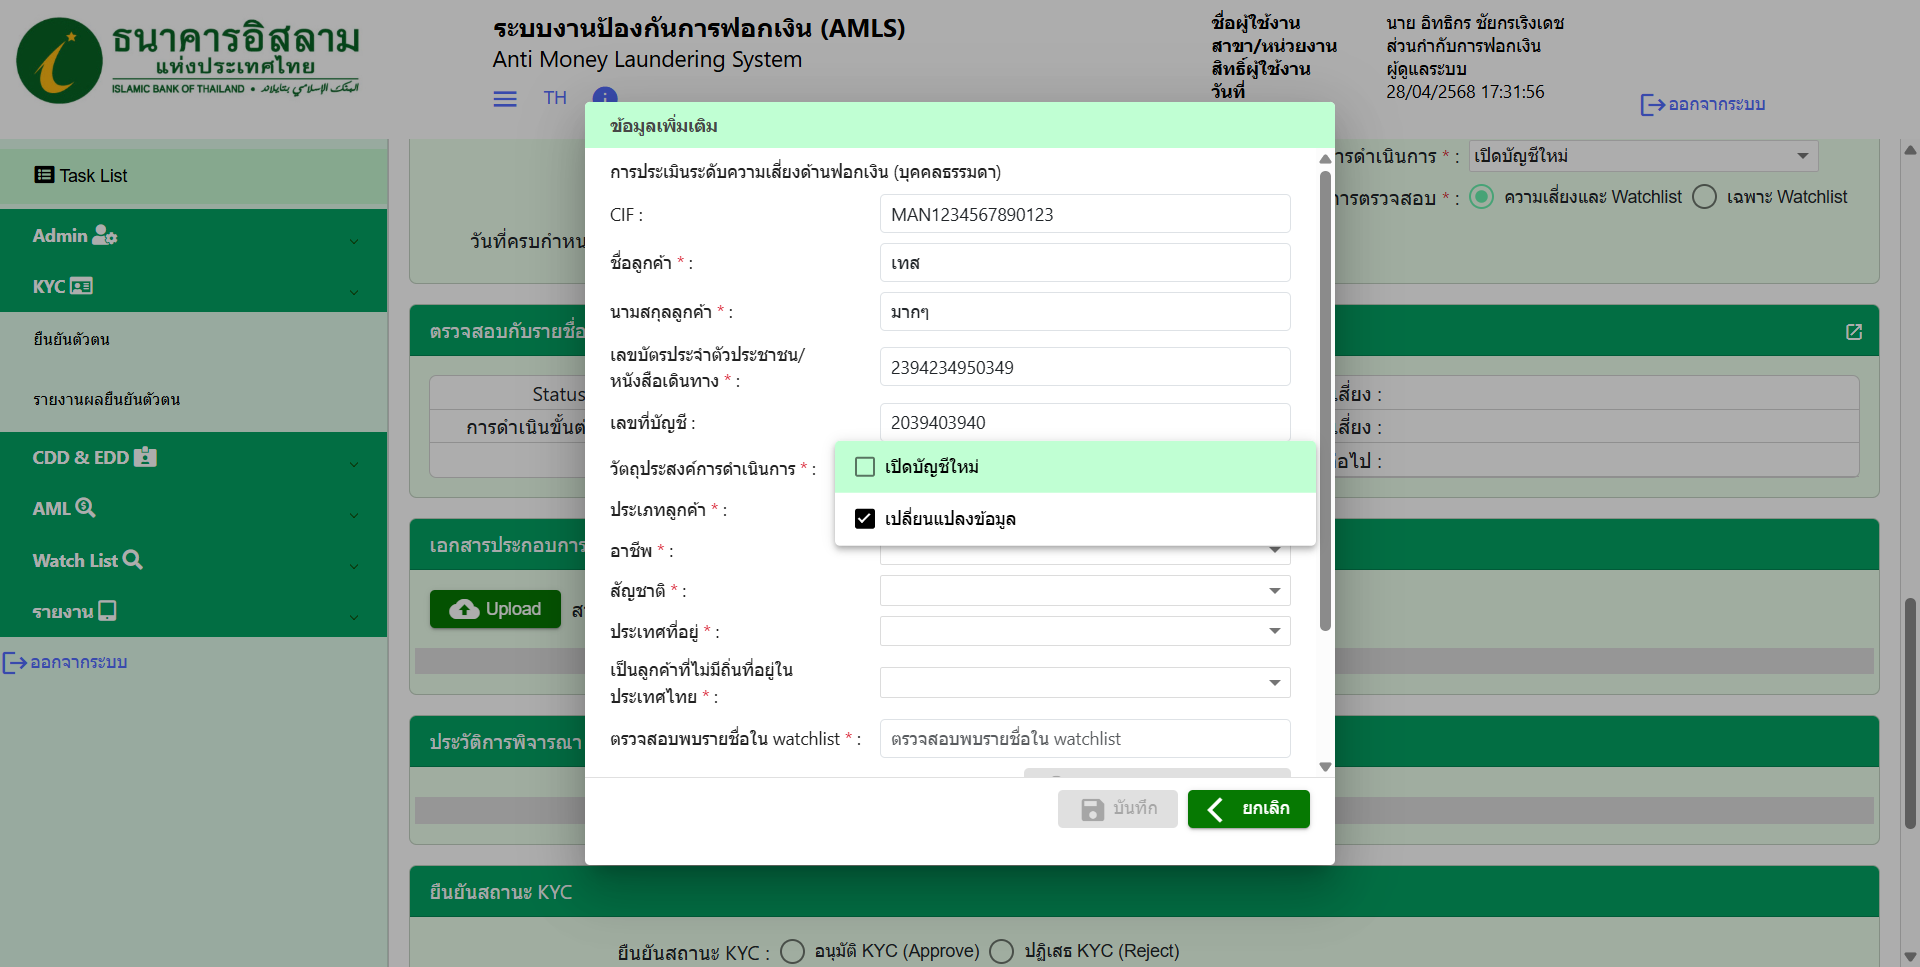 ธนาคารอิสลาม
แห่งประเทศไทย
ISLAMIC BANK OF THAILAND
ระบบงานป้องกันการฟอกเงิน (AMLS)
Anti Money Laundering System
TH
ชื่อผู้ใช้งาน นาย อิทธิกร ชัยกรเริงเดช
สาขา/หน่วยงาน ส่วนกำกับการฟอกเงิน
สิทธิ์ผู้ใช้งาน ผู้ดูแลระบบ
วันที่ 28/04/2568 17:31:56
ออกจากระบบ
Task List
Admin
KYC
ยืนยันตัวตน
รายงานผลยืนยันตัวตน
CDD & EDD
AML
Watch List
รายงาน
ออกจากระบบ
ารดำเนินการ * : เปิดบัญชีใหม่
ารตรวจสอบ * : ความเสี่ยงและ Watchlist เฉพาะ Watchlist
วันที่ครบกำหน
ตรวจสอบกับรายชื่อ
Status เสี่ยง :
การดำเนินขั้นต เสี่ยง :
อไป :
เอกสารประกอบการ
Upload ส
ประวัติการพิจารณา
ยืนยันสถานะ KYC
ยืนยันสถานะ KYC : อนุมัติ KYC (Approve) ปฏิเสธ KYC (Reject)
ข้อมูลเพิ่มเติม
การประเมินระดับความเสี่ยงด้านฟอกเงิน (บุคคลธรรมดา)
CIF : MAN1234567890123
ชื่อลูกค้า * : เทส
นามสกุลลูกค้า * : มากๆ
เลขบัตรประจำตัวประชาชน/
หนังสือเดินทาง * : 2394234950349
เลขที่บัญชี : 2039403940
วัตถุประสงค์การดำเนินการ * : เปิดบัญชีใหม่
ประเภทลูกค้า * : เปลี่ยนแปลงข้อมูล
อาชีพ * :
สัญชาติ * :
ประเทศที่อยู่ * :
เป็นลูกค้าที่ไม่มีถิ่นที่อยู่ใน
ประเทศไทย * :
ตรวจสอบพบรายชื่อใน watchlist * : ตรวจสอบพบรายชื่อใน watchlist
บันทึก ยกเลิก